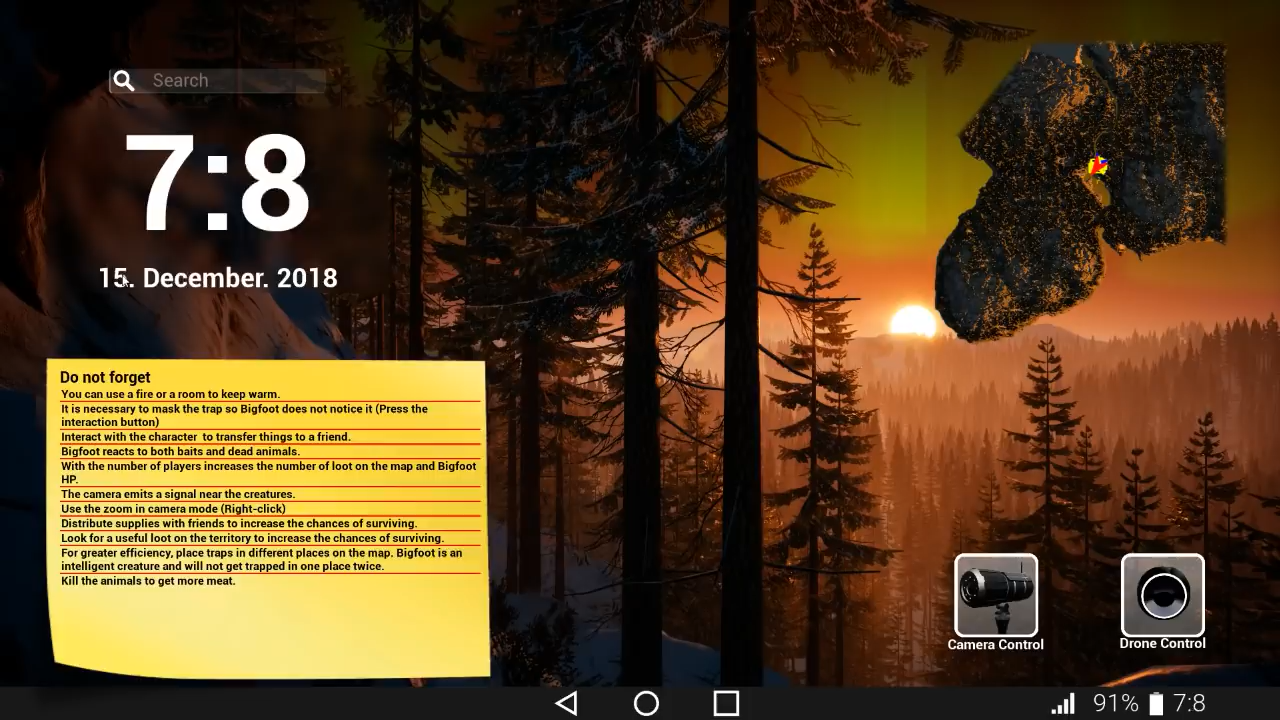 Search
7:8
15. December. 2018
Do not forget
You can use a fire or a room to keep warm.
It is necessary to mask the trap so Bigfoot does not notice it (Press the
interaction button)
Interact with the character to transfer things to a friend.
Bigfoot reacts to both baits and dead animals.
With the number of players increases the number of loot on the map and Bigfoot
HP.
The camera emits a signal near the creatures.
Use the zoom in camera mode (Right-click)
Distribute supplies with friends to increase the chances of surviving.
Look for a useful loot on the territory to increase the chances of surviving.
For greater efficiency, place traps in different places on the map. Bigfoot is an
intelligent creature and will not get trapped in one place twice.
Kill the animals to get more meat.
Camera Control
Drone Control
91% 7:8